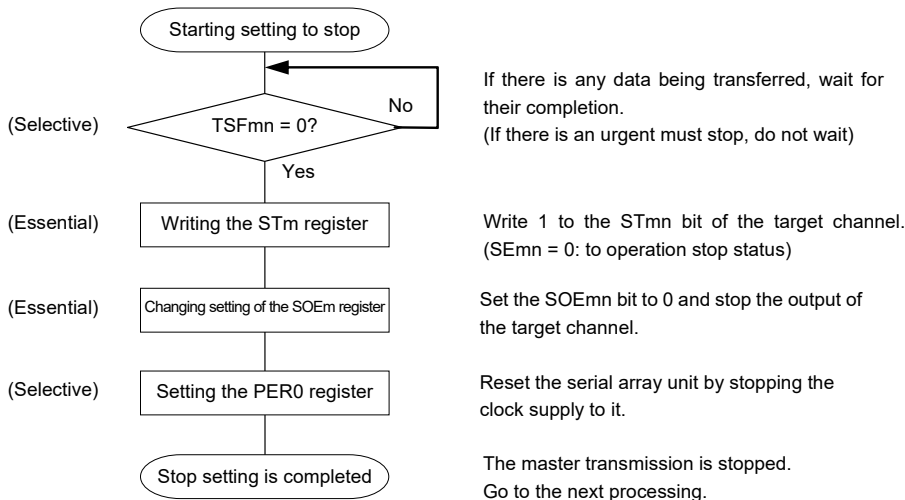 Starting setting to stop
No
If there is any data being transferred, wait for
their completion.
(If there is an urgent must stop, do not wait)
(Selective)
TSFmn = 0?
Yes
(Essential)
Writing the STm register
Write 1 to the STmn bit of the target channel.
(SEmn = 0: to operation stop status)
(Essential)
Changing setting of the SOEm register
Set the SOEmn bit to 0 and stop the output of
the target channel.
(Selective)
Setting the PER0 register
Reset the serial array unit by stopping the
clock supply to it.
Stop setting is completed
The master transmission is stopped.
Go to the next processing.